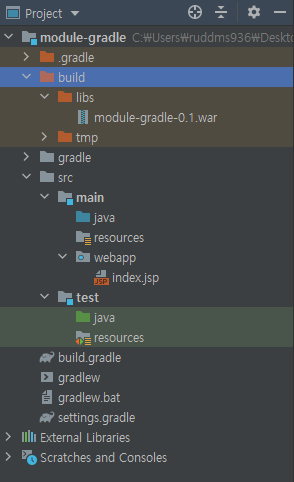 Project
module-gradle C:₩Users₩ruddms936₩Deskt
.gradle
build
libs
module-gradle-0.1.war
tmp
gradle
src
main
java
resources
webapp
JSP index.jsp
test
java
resources
build.gradle
gradlew
gradlew.bat
settings.gradle
External Libraries
Scratches and Consoles